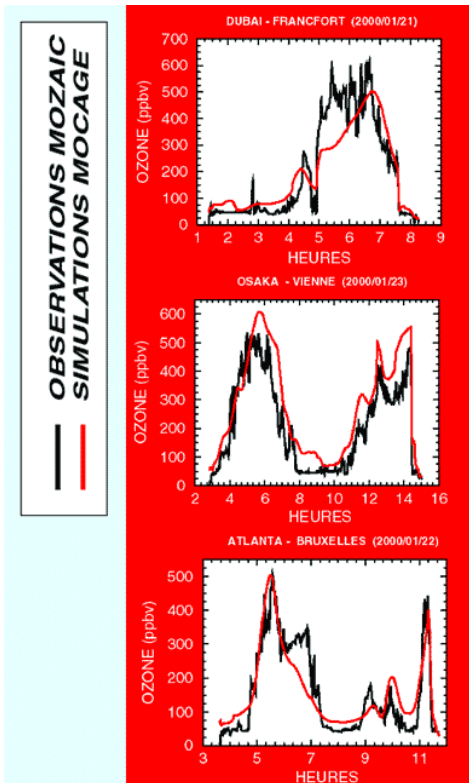 OBSERVATIONS MOZAIC
SIMULATIONS MOCAGE
DUBAI - FRANCFORT (2000/01/21)
OZONE (ppbv)
700
600
500
400
300
200
100
0
1 2 3 4 5 6 7 8 9
HEURES
OSAKA - VIENNE (2000/01/23)
OZONE (ppbv)
600
500
400
300
200
100
0
2 4 6 8 10 12 14 16
HEURES
ATLANTA - BRUXELLES (2000/01/22)
OZONE (ppbv)
500
400
300
200
100
0
3 5 7 9 11
HEURES